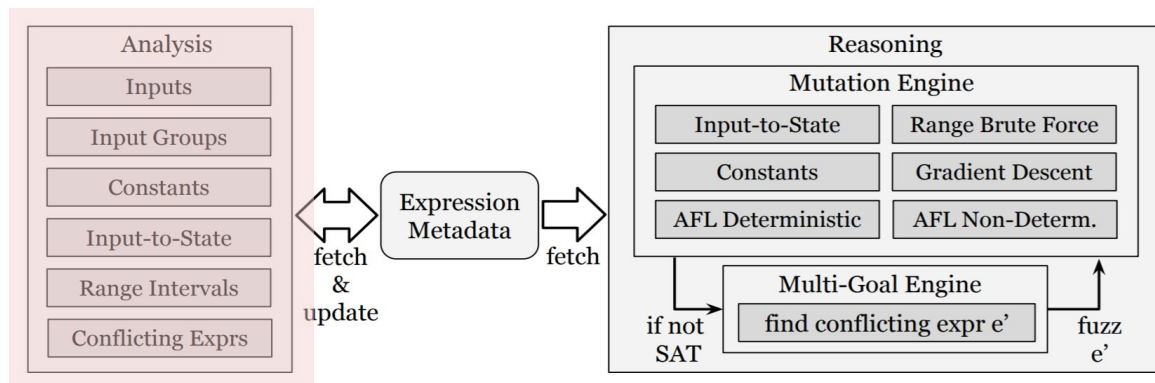 Analysis
Inputs
Input Groups
Constants
Input-to-State
Range Intervals
Conflicting Exprs
fetch
&
update
Expression
Metadata
fetch
Reasoning
Mutation Engine
Input-to-State
Range Brute Force
Constants
Gradient Descent
AFL Deterministic
AFL Non-Determ.
if not
SAT
Multi-Goal Engine
find conflicting expr e’
fuzz
e’